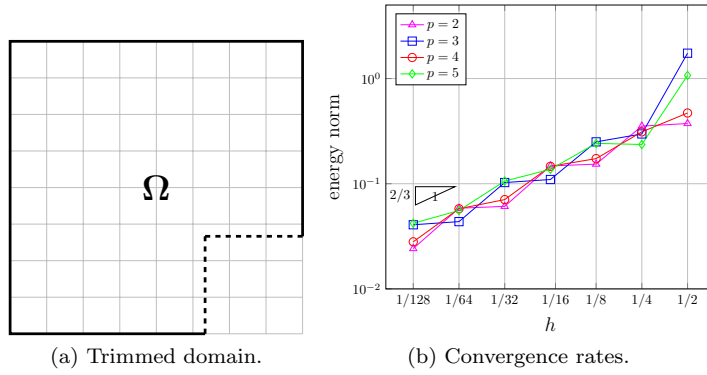 Ω
(a) Trimmed domain.
p = 2
p = 3
p = 4
p = 5
energy norm
10^0
10^{-1}
10^{-2}
2/3
1
1/128 1/64 1/32 1/16 1/8 1/4 1/2
h
(b) Convergence rates.